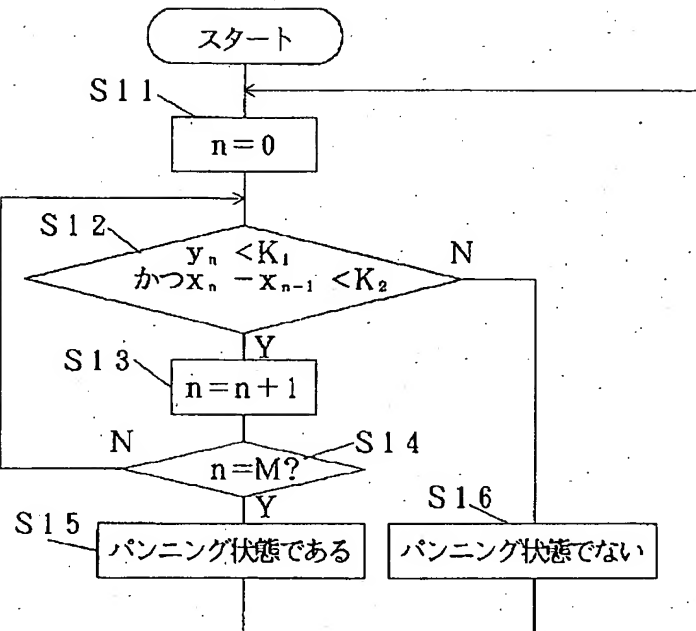 スタート
S11
n=0
S12
yₙ <K₁
かつxₙ −xₙ₋₁ <K₂
N
Y
S13
n=n+1
N
S14
n=M?
Y
S15
パンニング状態である
S16
パンニング状態でない